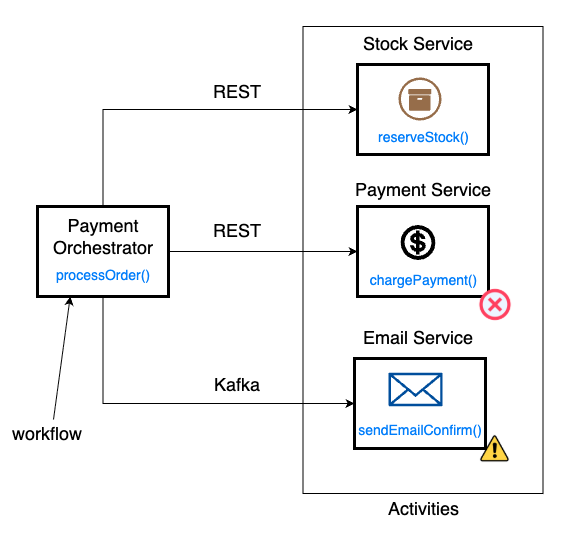 Stock Service
REST
reserveStock()
Payment Service
Payment
Orchestrator
processOrder()
REST
chargePayment()
Email Service
Kafka
sendEmailConfirm()
workflow
Activities